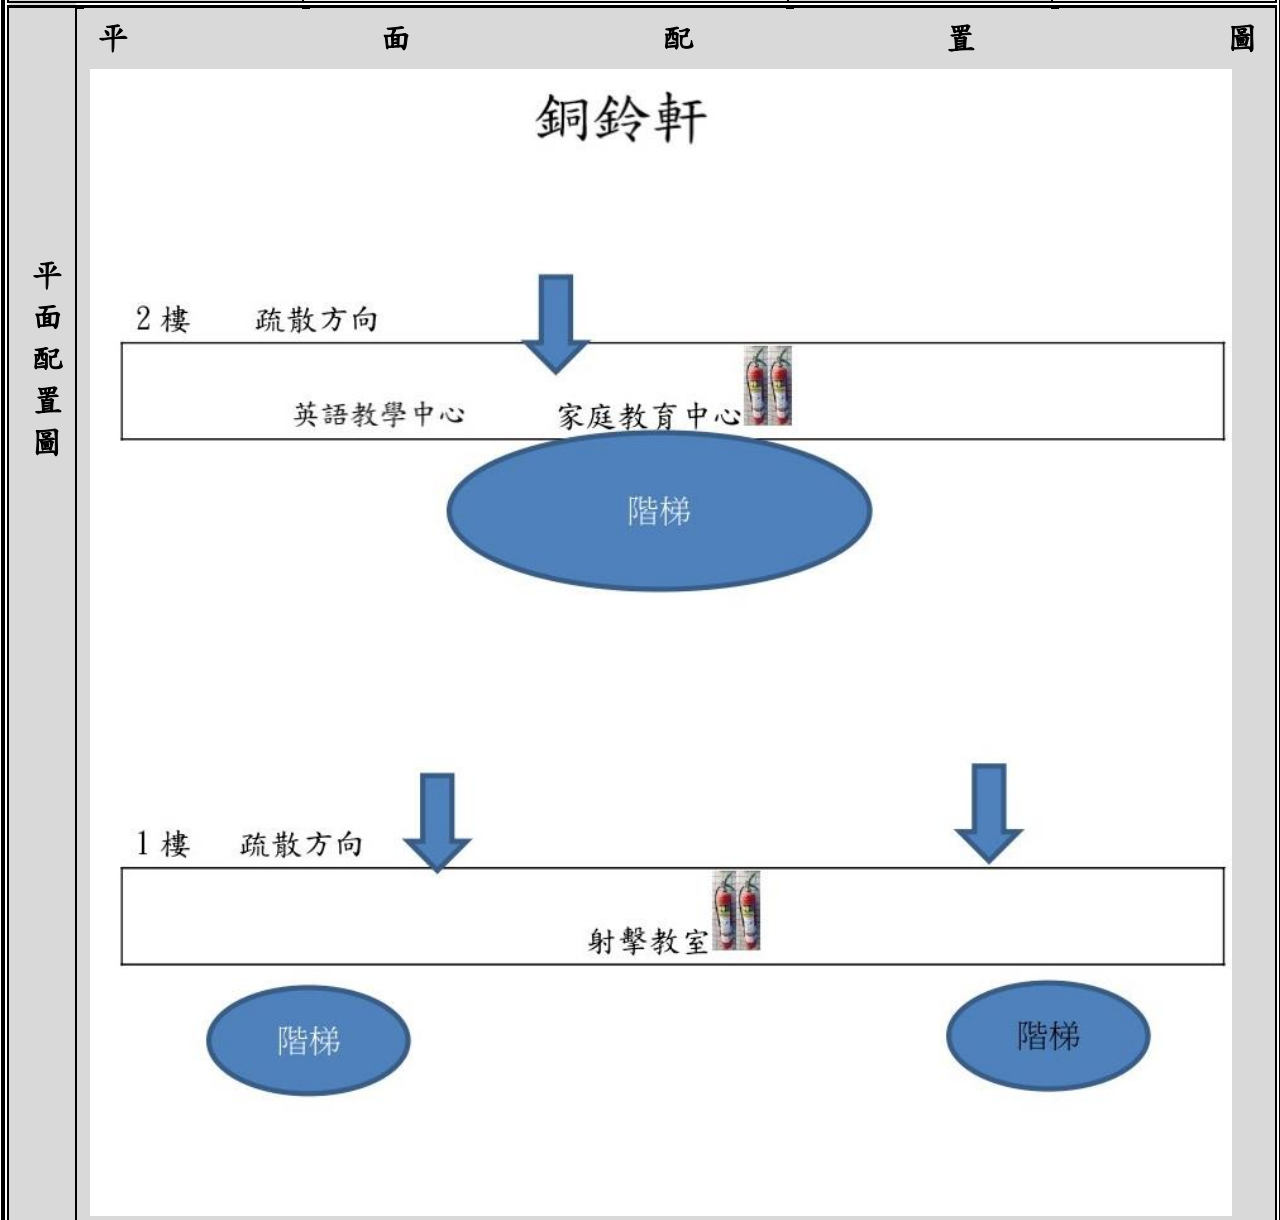 平面配置圖
平面配置圖
銅鈴軒
2樓 疏散方向
英語教學中心 家庭教育中心
階梯
1樓 疏散方向
射擊教室
階梯 階梯